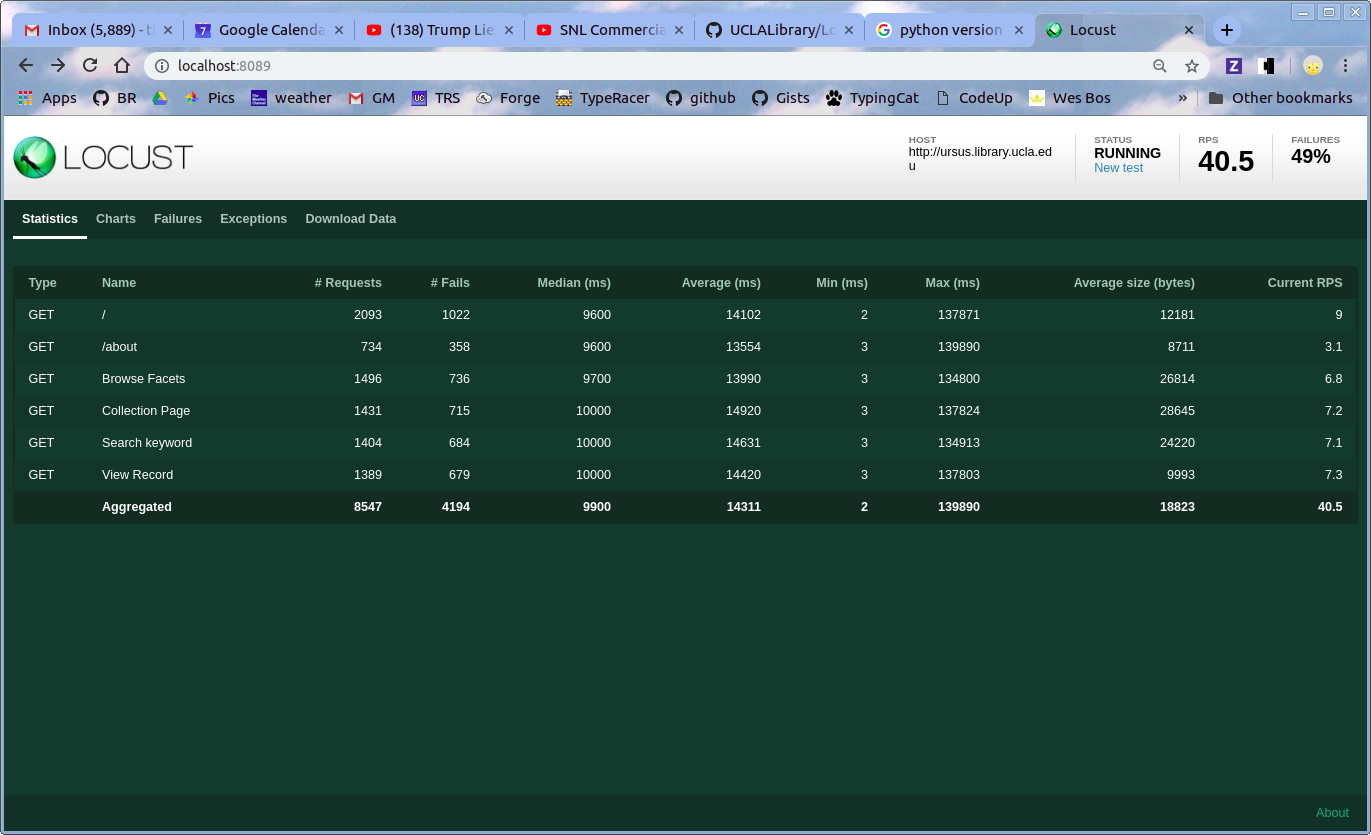 Inbox (5,889) - t
Google Calenda
(138) Trump Lie
SNL Commercia
UCLALibrary/Lo
python version
Locust
localhost:8089
Apps BR Pics weather GM TRS Forge TypeRacer github Gists TypingCat CodeUp Wes Bos » Other bookmarks
LOCUST
HOST
http://ursus.library.ucla.ed
u
STATUS
RUNNING
New test
RPS
40.5
FAILURES
49%
Statistics Charts Failures Exceptions Download Data
Type Name # Requests # Fails Median (ms) Average (ms) Min (ms) Max (ms) Average size (bytes) Current RPS
GET / 2093 1022 9600 14102 2 137871 12181 9
GET /about 734 358 9600 13554 3 139890 8711 3.1
GET Browse Facets 1496 736 9700 13990 3 134800 26814 6.8
GET Collection Page 1431 715 10000 14920 3 137824 28645 7.2
GET Search keyword 1404 684 10000 14631 3 134913 24220 7.1
GET View Record 1389 679 10000 14420 3 137803 9993 7.3
Aggregated 8547 4194 9900 14311 2 139890 18823 40.5
About